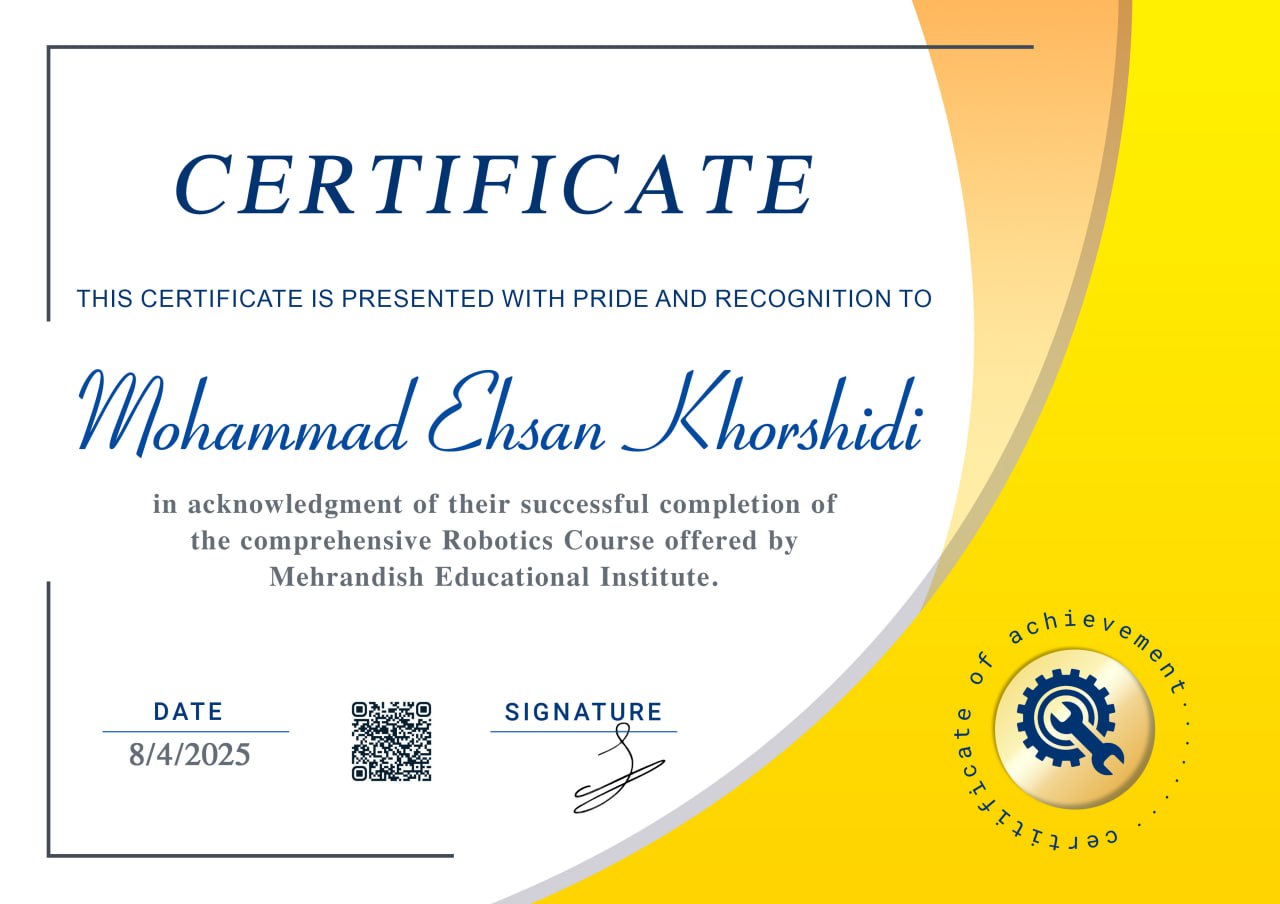 CERTIFICATE
THIS CERTIFICATE IS PRESENTED WITH PRIDE AND RECOGNITION TO
Mohammad Ehsan Khorshidi
in acknowledgment of their successful completion of
the comprehensive Robotics Course offered by
Mehrandish Educational Institute.
DATE
8/4/2025
SIGNATURE
certificate of achievement........